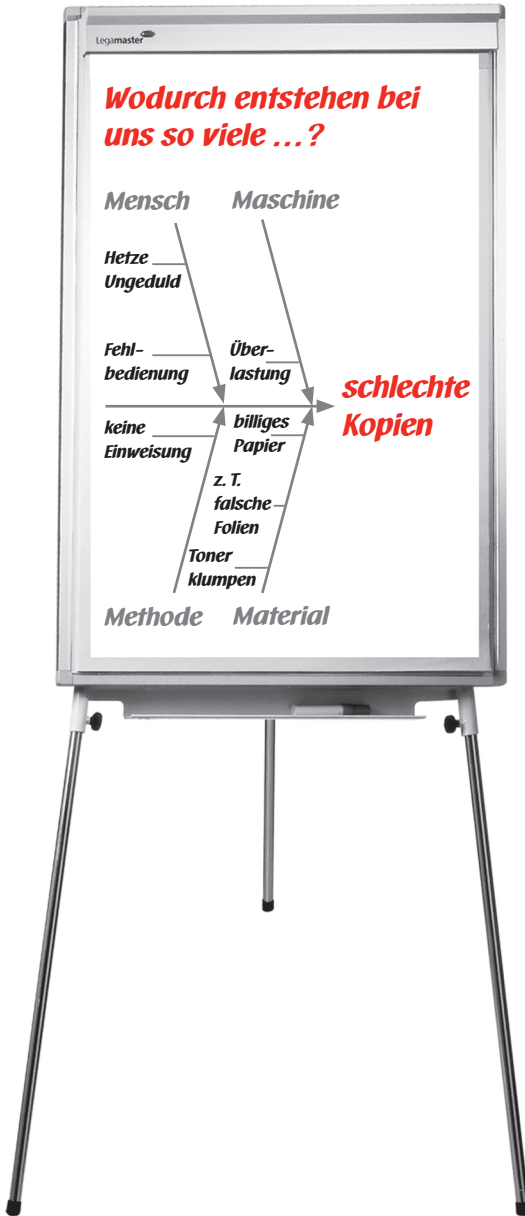 Legamaster
Wodurch entstehen bei
uns so viele ...?
Mensch
Maschine
Hetze
Ungeduld
Fehl-
bedienung
Über-
lastung
schlechte
Kopien
keine
Einweisung
billiges
Papier
z. T.
falsche
Folien
Toner
klumpen
Methode
Material